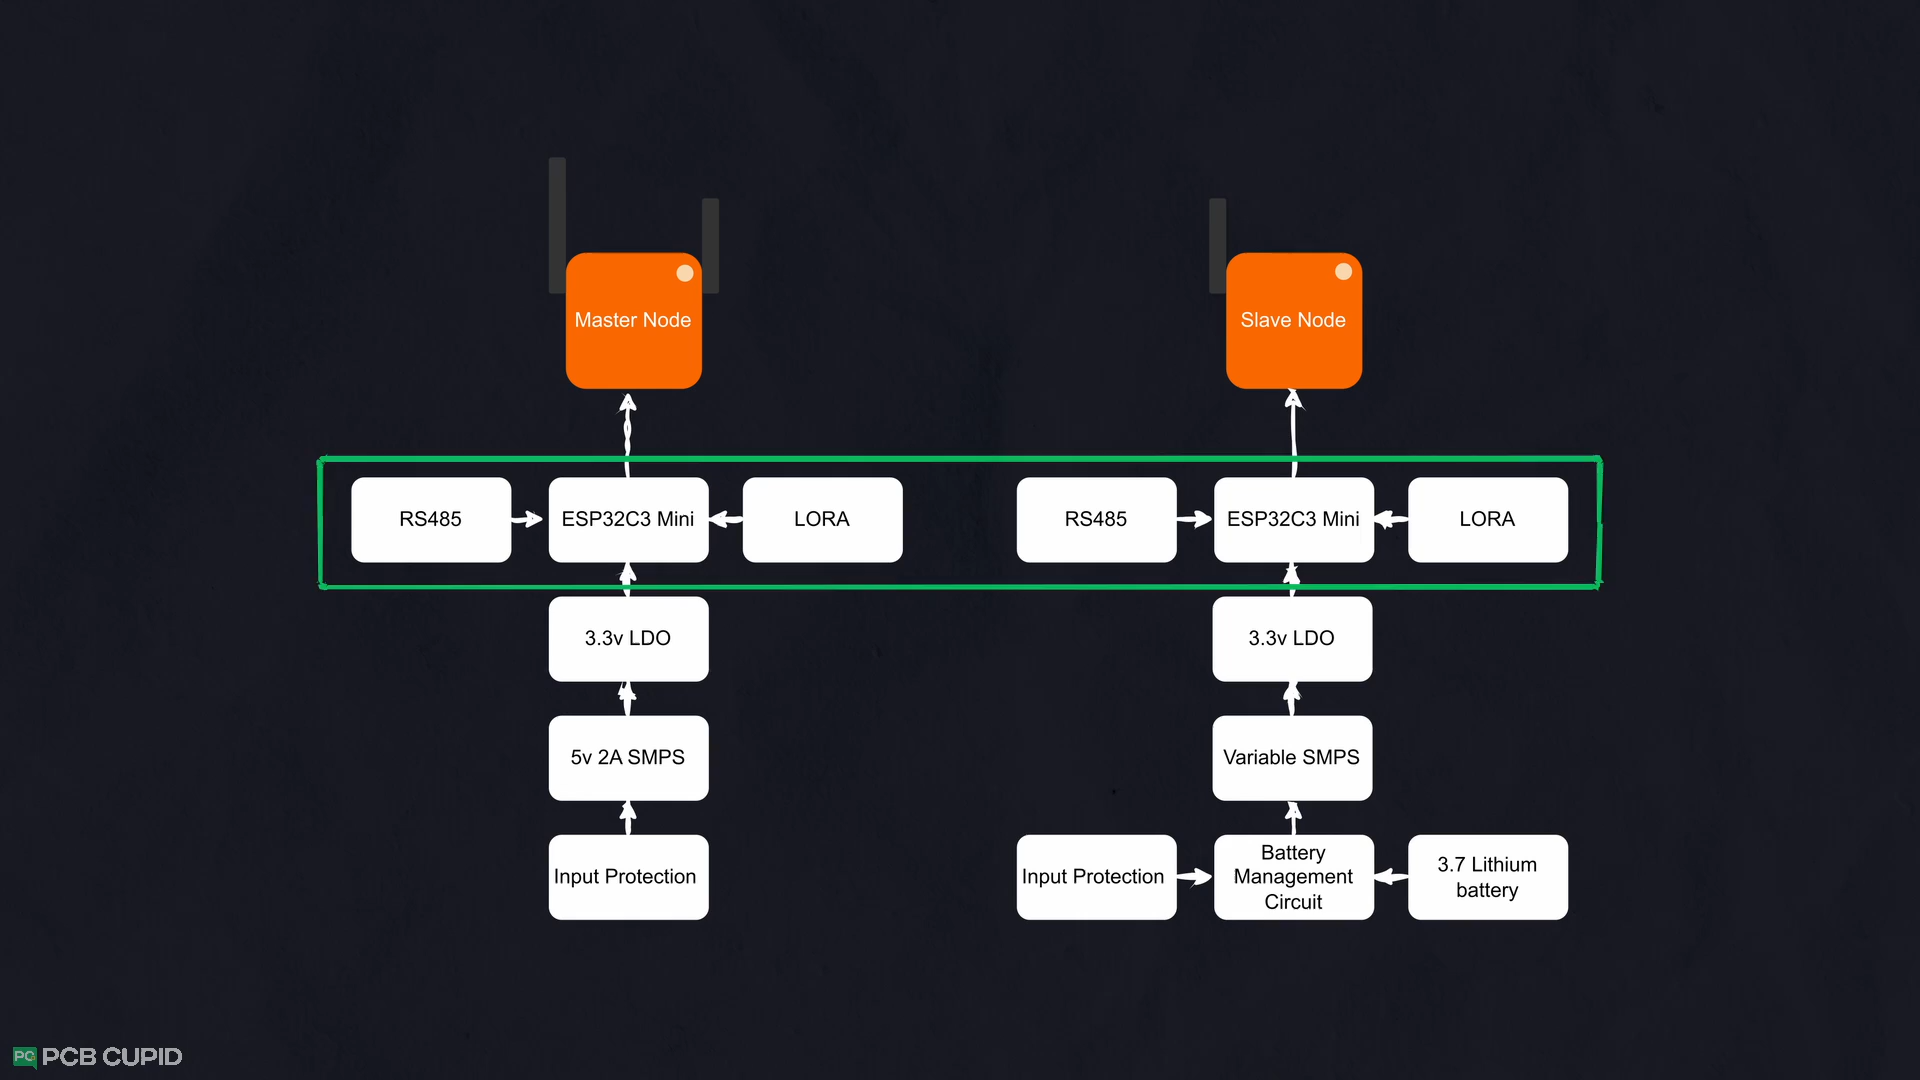 Master Node
Slave Node
RS485
ESP32C3 Mini
LORA
RS485
ESP32C3 Mini
LORA
3.3v LDO
3.3v LDO
5v 2A SMPS
Variable SMPS
Input Protection
Input Protection
Battery
Management
Circuit
3.7 Lithium
battery
PC PCB CUPID